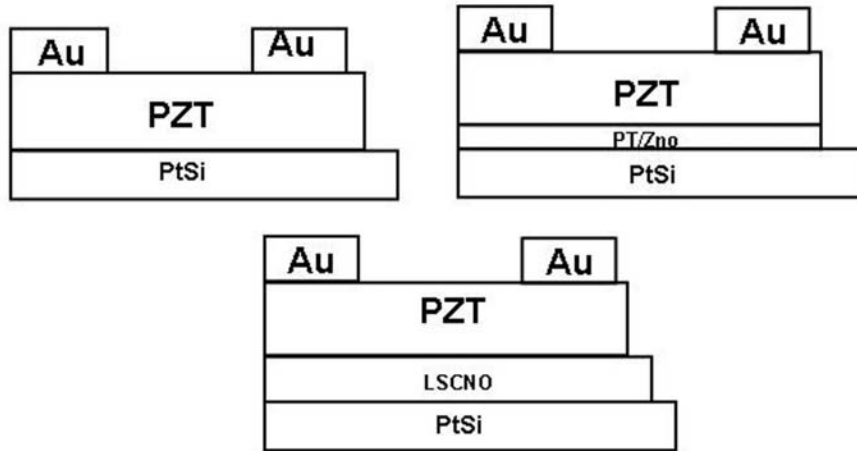 Au Au
PZT
PtSi
Au Au
PZT
PT/Zno
PtSi
Au Au
PZT
LSCNO
PtSi